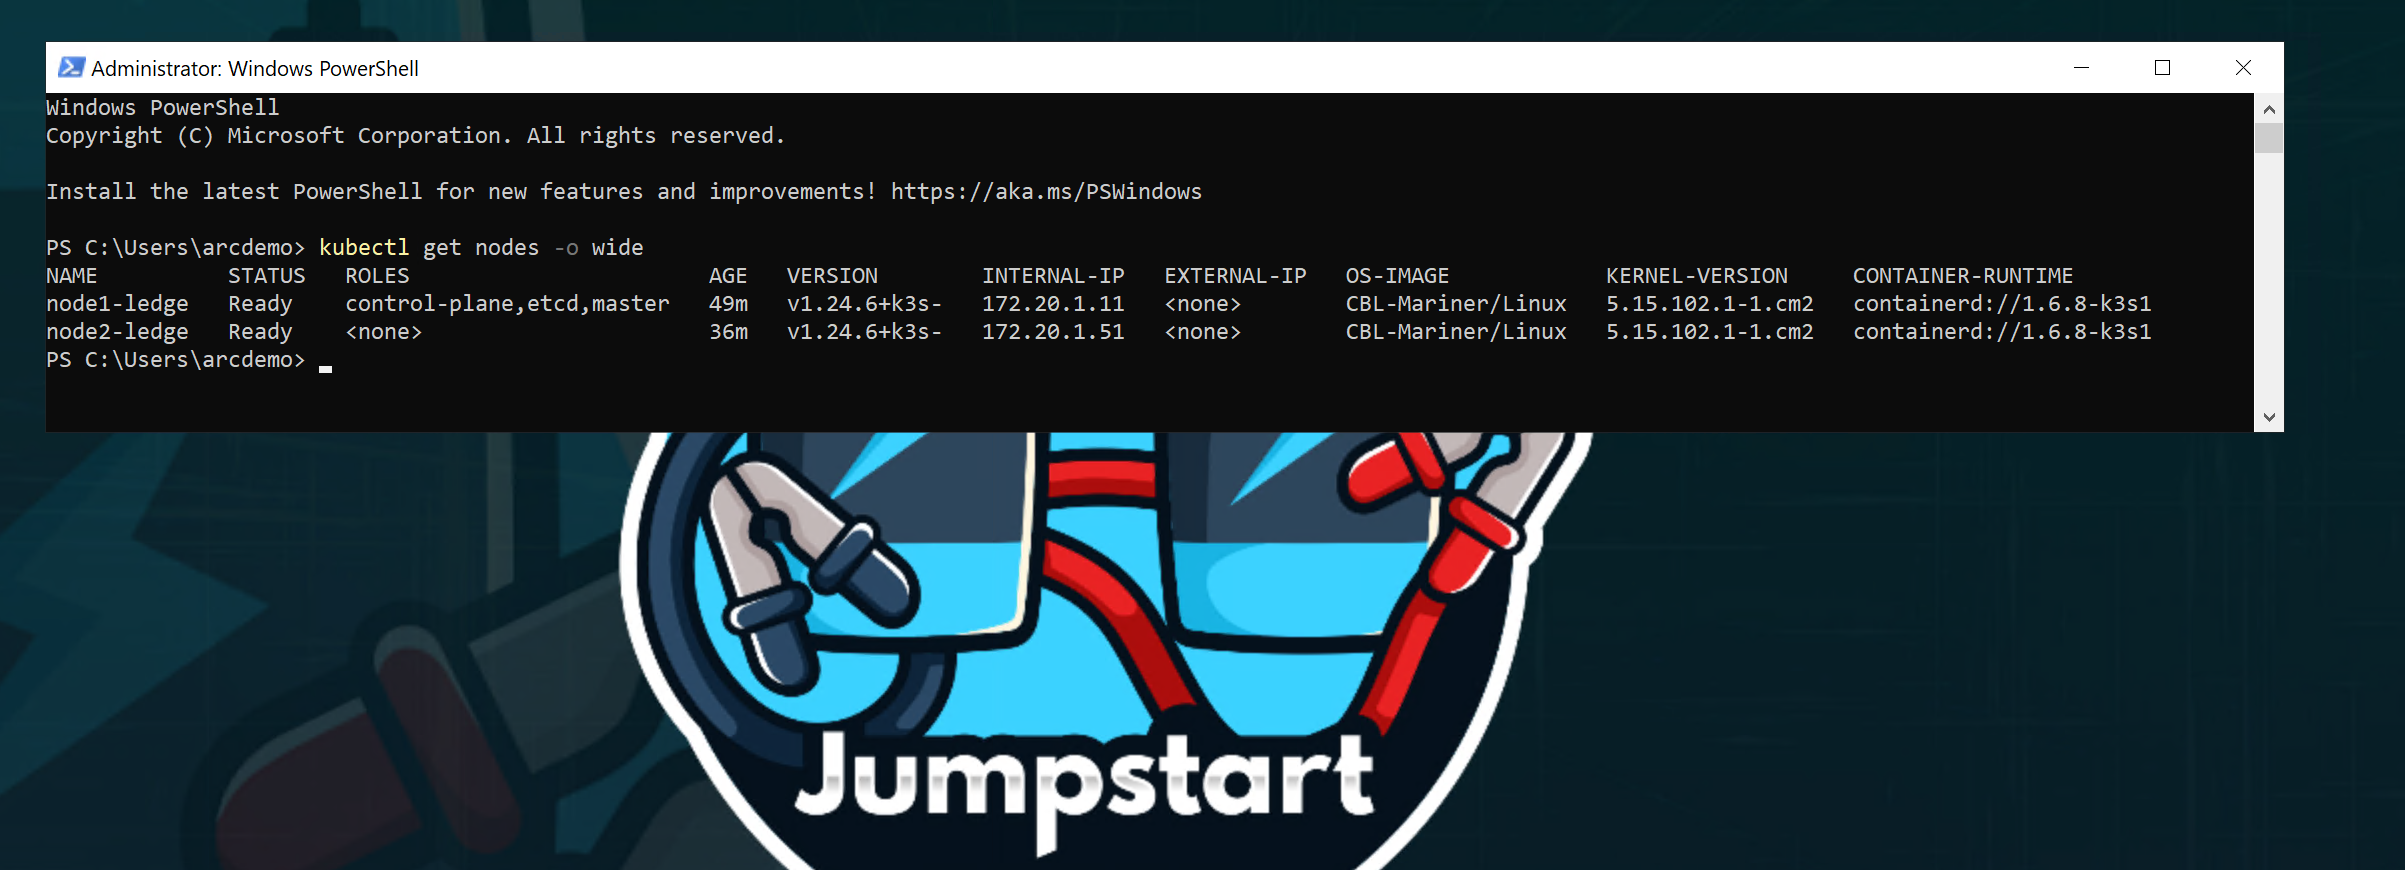 Administrator: Windows PowerShell
Windows PowerShell
Copyright (C) Microsoft Corporation. All rights reserved.
Install the latest PowerShell for new features and improvements! https://aka.ms/PSWindows
PS C:\Users\arcdemo> kubectl get nodes -o wide
NAME STATUS ROLES AGE VERSION INTERNAL-IP EXTERNAL-IP OS-IMAGE KERNEL-VERSION CONTAINER-RUNTIME
node1-ledge Ready control-plane,etcd,master 49m v1.24.6+k3s- 172.20.1.11 <none> CBL-Mariner/Linux 5.15.102.1-1.cm2 containerd://1.6.8-k3s1
node2-ledge Ready <none> 36m v1.24.6+k3s- 172.20.1.51 <none> CBL-Mariner/Linux 5.15.102.1-1.cm2 containerd://1.6.8-k3s1
PS C:\Users\arcdemo>
Jumpstart